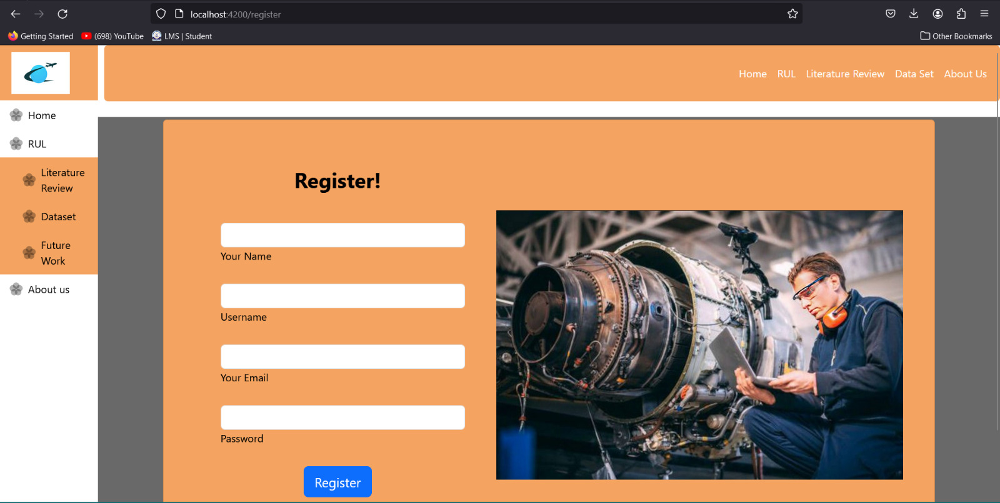 localhost:4200/register
Getting Started
(698) YouTube
LMS | Student
Other Bookmarks
Home
RUL
Literature Review
Data Set
About Us
Home
RUL
Literature
Review
Dataset
Future
Work
About us
Register!
Your Name
Username
Your Email
Password
Register